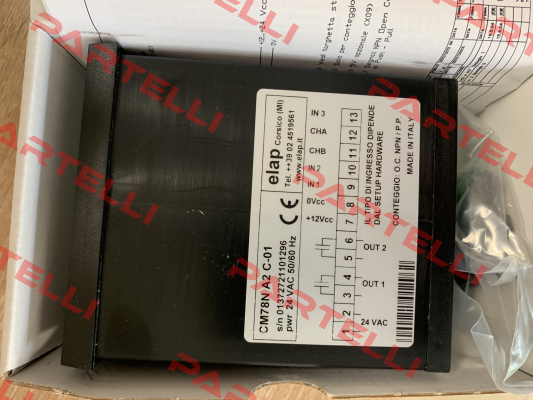 elap Corsico (MI)
Tel. ++39 02 4519561
www.elap.it
CE
CM78N A2 C-01
s/n 01372721101296
pwr 24 VAC 50/60 Hz
IN 3
CHA
CHB
IN 2
IN 1
0Vcc
+12Vcc
13
12
11
10
9
8
7
6
5
4
3
2
1
OUT 2
OUT 1
24 VAC
IL TIPO DI INGRESSO DIPENDE
DAL SETUP HARDWARE
CONTEGGIO: O.C. NPN / P.P.
MADE IN ITALY
PARTELLI
PARTELLI
PARTELLI
PARTELLI
PARTELLI